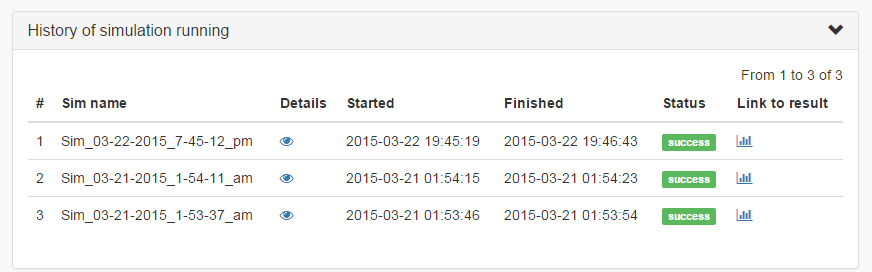 History of simulation running
From 1 to 3 of 3
# Sim name Details Started Finished Status Link to result
1 Sim_03-22-2015_7-45-12_pm 2015-03-22 19:45:19 2015-03-22 19:46:43 success
2 Sim_03-21-2015_1-54-11_am 2015-03-21 01:54:15 2015-03-21 01:54:23 success
3 Sim_03-21-2015_1-53-37_am 2015-03-21 01:53:46 2015-03-21 01:53:54 success